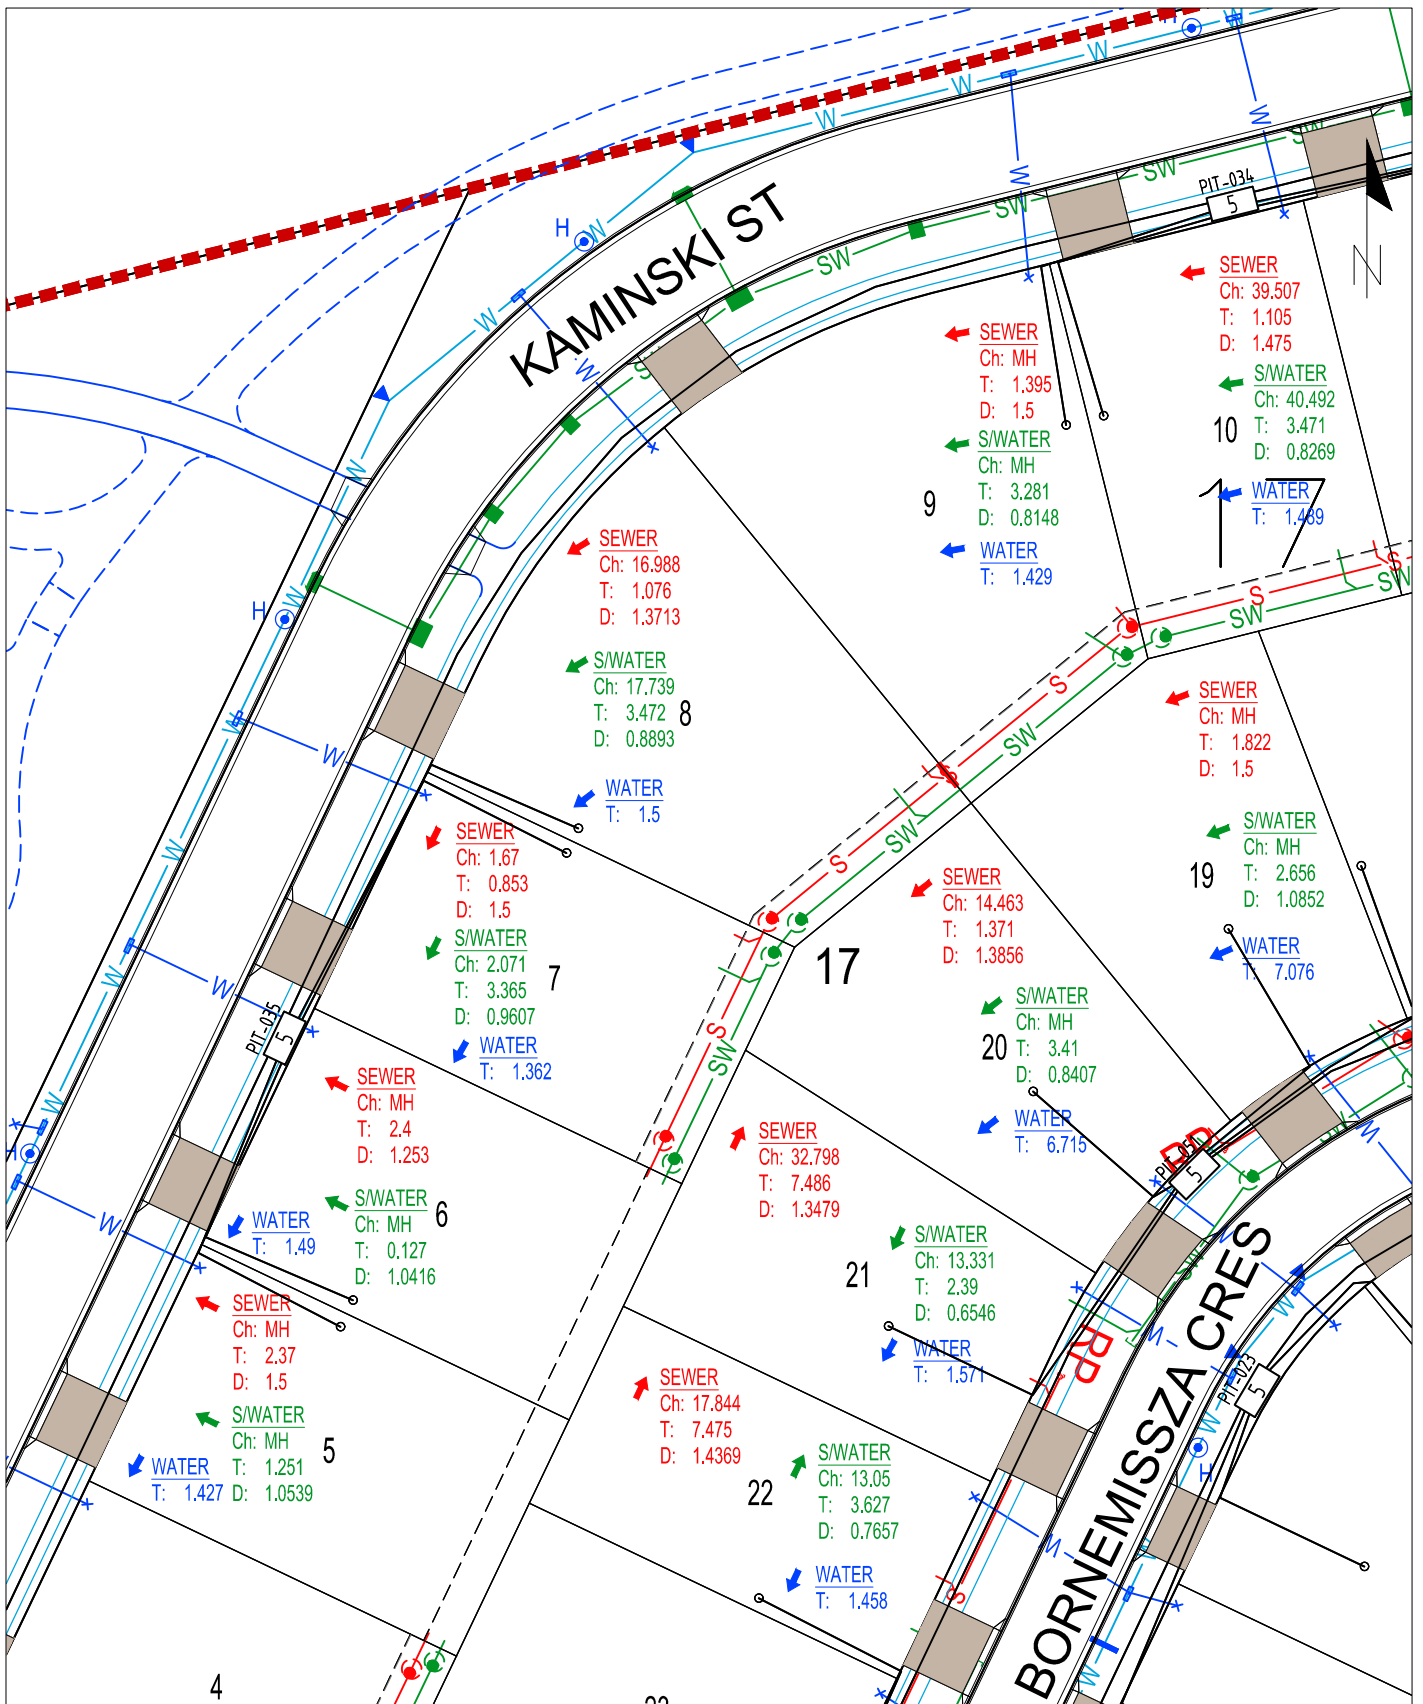 KAMINSKI ST
PIT-034
5
N
H
H
H
H
H
W
SW
S
SEWER
Ch: 39.507
T: 1.105
D: 1.475
S/WATER
Ch: 40.492
T: 3.471
D: 0.8269
10
17
WATER
T: 1.489
SEWER
Ch: MH
T: 1.395
D: 1.5
S/WATER
Ch: MH
T: 3.281
D: 0.8148
9
WATER
T: 1.429
SEWER
Ch: 16.988
T: 1.076
D: 1.3713
S/WATER
Ch: 17.739
T: 3.472
D: 0.8893
8
WATER
T: 1.5
SEWER
Ch: MH
T: 1.822
D: 1.5
S/WATER
Ch: MH
T: 2.656
D: 1.0852
19
WATER
T: 7.076
SEWER
Ch: 1.67
T: 0.853
D: 1.5
S/WATER
Ch: 2.071
T: 3.365
D: 0.9607
7
WATER
T: 1.362
17
SEWER
Ch: 14.463
T: 1.371
D: 1.3856
S/WATER
Ch: MH
T: 3.41
D: 0.8407
20
WATER
T: 6.715
PIT-035
5
SEWER
Ch: MH
T: 2.4
D: 1.253
S/WATER
Ch: MH
T: 0.127
D: 1.0416
6
WATER
T: 1.49
SEWER
Ch: 32.798
T: 7.486
D: 1.3479
S/WATER
Ch: 13.331
T: 2.39
D: 0.6546
21
WATER
T: 1.571
5
RP
SEWER
Ch: MH
T: 2.37
D: 1.5
S/WATER
Ch: MH
T: 1.251
D: 1.0539
5
WATER
T: 1.427
SEWER
Ch: 17.844
T: 7.475
D: 1.4369
S/WATER
Ch: 13.05
T: 3.627
D: 0.7657
22
WATER
T: 1.458
BORNEMISSZA CRES
PIT-023
5
4